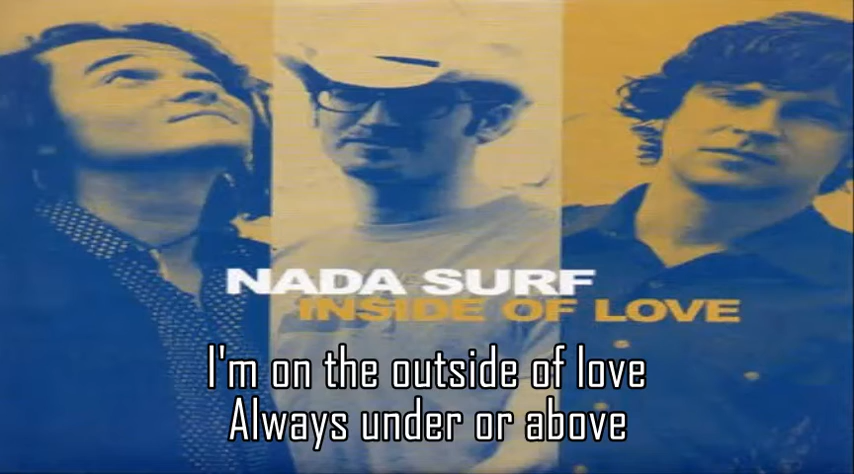 NADA SURF
INSIDE OF LOVE
I'm on the outside of love
Always under or above